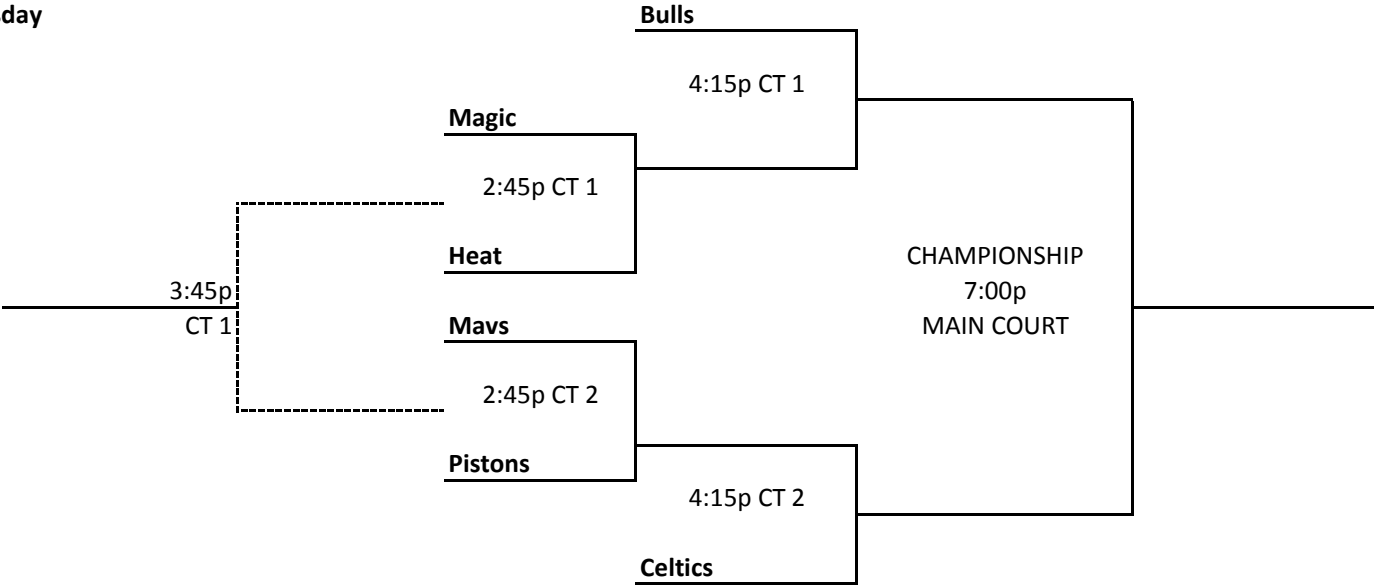 Bulls
4:15p CT 1
Magic
2:45p CT 1
Heat
CHAMPIONSHIP
7:00p
MAIN COURT
3:45p
CT 1
Mavs
2:45p CT 2
Pistons
4:15p CT 2
Celtics